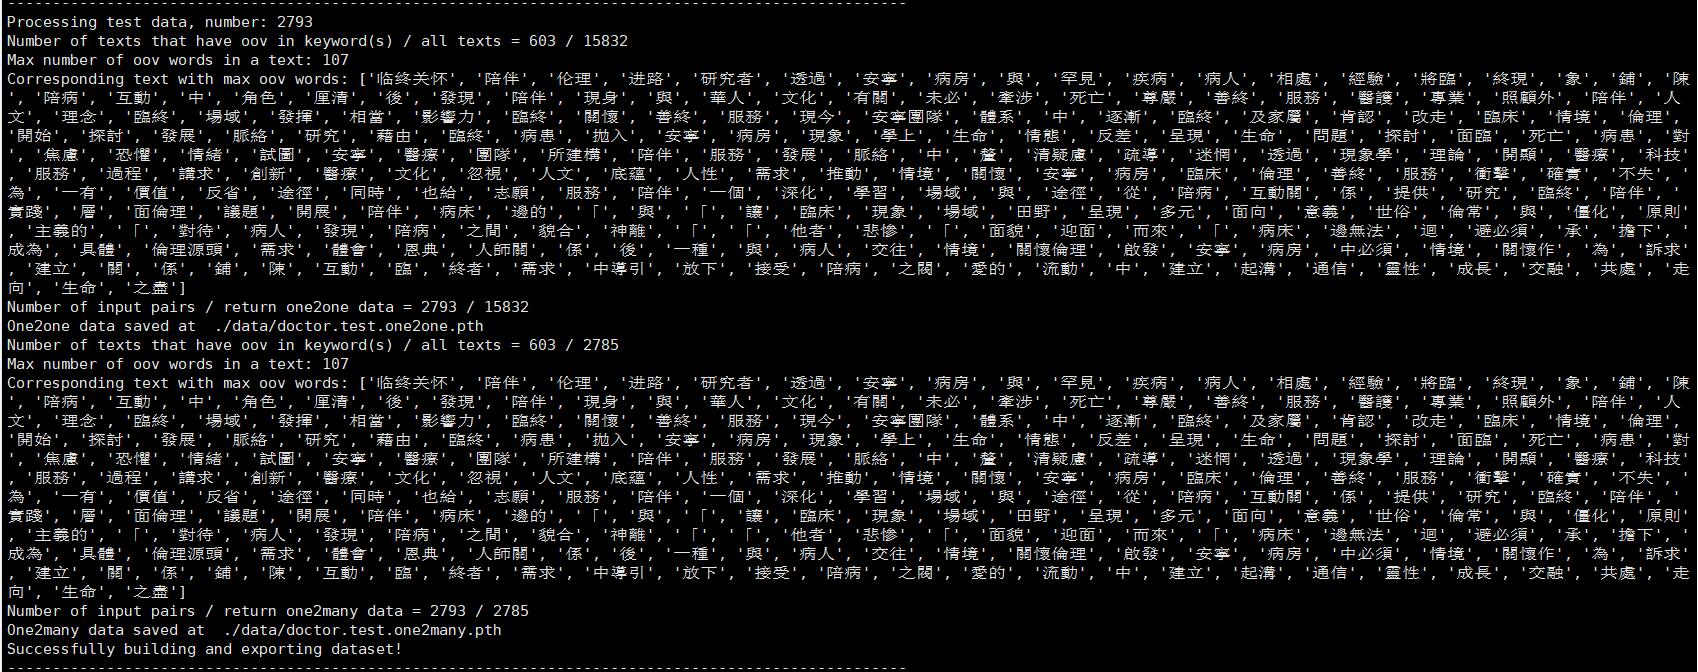 --------------------------------------------------------------------------------------------------
Processing test data, number: 2793
Number of texts that have oov in keyword(s) / all texts = 603 / 15832
Max number of oov words in a text: 107
Corresponding text with max oov words: ['临终关怀', '陪伴', '伦理', '进路', '研究者', '透過', '安寧', '病房', '與', '罕見', '疾病', '病人', '相處', '經驗', '將臨', '終現', '象', '鋪', '陳
', '陪病', '互動', '中', '角色', '厘清', '後', '發現', '陪伴', '現身', '與', '華人', '文化', '有關', '未必', '牽涉', '死亡', '尊嚴', '善終', '服務', '醫護', '專業', '照顧外', '陪伴', '人
文', '理念', '臨終', '場域', '發揮', '相當', '影響力', '臨終', '關懷', '善終', '服務', '現今', '安寧團隊', '體系', '中', '逐漸', '臨終', '及家屬', '肯認', '改走', '臨床', '情境', '倫理',
'開始', '探討', '發展', '脈絡', '研究', '藉由', '臨終', '病患', '拋入', '安寧', '病房', '現象', '學上', '生命', '情態', '反差', '呈現', '生命', '問題', '探討', '面臨', '死亡', '病患', '對
', '焦慮', '恐懼', '情緒', '試圖', '安寧', '醫療', '團隊', '所建構', '陪伴', '服務', '發展', '脈絡', '中', '釐', '清疑慮', '疏導', '迷惘', '透過', '現象學', '理論', '開顯', '醫療', '科技'
, '服務', '過程', '講求', '創新', '醫療', '文化', '忽視', '人文', '底蘊', '人性', '需求', '推動', '情境', '關懷', '安寧', '病房', '臨床', '倫理', '善終', '服務', '衝擊', '確實', '不失', '
為', '一有', '價值', '反省', '途徑', '同時', '也給', '志願', '服務', '陪伴', '一個', '深化', '學習', '場域', '與', '途徑', '從', '陪病', '互動關', '係', '提供', '研究', '臨終', '陪伴', '
實踐', '層', '面倫理', '議題', '開展', '陪伴', '病床', '邊的', '「', '與', '「', '讓', '臨床', '現象', '場域', '田野', '呈現', '多元', '面向', '意義', '世俗', '倫常', '與', '僵化', '原則'
, '主義的', '「', '對待', '病人', '發現', '陪病', '之間', '貌合', '神離', '「', '「', '他者', '悲慘', '「', '面貌', '迎面', '而來', '「', '病床', '邊無法', '迴', '避必須', '承', '擔下', '
成為', '具體', '倫理源頭', '需求', '體會', '恩典', '人師關', '係', '後', '一種', '與', '病人', '交往', '情境', '關懷倫理', '啟發', '安寧', '病房', '中必須', '情境', '關懷作', '為', '訴求'
, '建立', '關', '係', '鋪', '陳', '互動', '臨', '終者', '需求', '中導引', '放下', '接受', '陪病', '之閥', '愛的', '流動', '中', '建立', '起溝', '通信', '靈性', '成長', '交融', '共處', '走
向', '生命', '之盡']
Number of input pairs / return one2one data = 2793 / 15832
One2one data saved at  ./data/doctor.test.one2one.pth
Number of texts that have oov in keyword(s) / all texts = 603 / 2785
Max number of oov words in a text: 107
Corresponding text with max oov words: ['临终关怀', '陪伴', '伦理', '进路', '研究者', '透過', '安寧', '病房', '與', '罕見', '疾病', '病人', '相處', '經驗', '將臨', '終現', '象', '鋪', '陳
', '陪病', '互動', '中', '角色', '厘清', '後', '發現', '陪伴', '現身', '與', '華人', '文化', '有關', '未必', '牽涉', '死亡', '尊嚴', '善終', '服務', '醫護', '專業', '照顧外', '陪伴', '人
文', '理念', '臨終', '場域', '發揮', '相當', '影響力', '臨終', '關懷', '善終', '服務', '現今', '安寧團隊', '體系', '中', '逐漸', '臨終', '及家屬', '肯認', '改走', '臨床', '情境', '倫理',
'開始', '探討', '發展', '脈絡', '研究', '藉由', '臨終', '病患', '拋入', '安寧', '病房', '現象', '學上', '生命', '情態', '反差', '呈現', '生命', '問題', '探討', '面臨', '死亡', '病患', '對
', '焦慮', '恐懼', '情緒', '試圖', '安寧', '醫療', '團隊', '所建構', '陪伴', '服務', '發展', '脈絡', '中', '釐', '清疑慮', '疏導', '迷惘', '透過', '現象學', '理論', '開顯', '醫療', '科技'
, '服務', '過程', '講求', '創新', '醫療', '文化', '忽視', '人文', '底蘊', '人性', '需求', '推動', '情境', '關懷', '安寧', '病房', '臨床', '倫理', '善終', '服務', '衝擊', '確實', '不失', '
為', '一有', '價值', '反省', '途徑', '同時', '也給', '志願', '服務', '陪伴', '一個', '深化', '學習', '場域', '與', '途徑', '從', '陪病', '互動關', '係', '提供', '研究', '臨終', '陪伴', '
實踐', '層', '面倫理', '議題', '開展', '陪伴', '病床', '邊的', '「', '與', '「', '讓', '臨床', '現象', '場域', '田野', '呈現', '多元', '面向', '意義', '世俗', '倫常', '與', '僵化', '原則'
, '主義的', '「', '對待', '病人', '發現', '陪病', '之間', '貌合', '神離', '「', '「', '他者', '悲慘', '「', '面貌', '迎面', '而來', '「', '病床', '邊無法', '迴', '避必須', '承', '擔下', '
成為', '具體', '倫理源頭', '需求', '體會', '恩典', '人師關', '係', '後', '一種', '與', '病人', '交往', '情境', '關懷倫理', '啟發', '安寧', '病房', '中必須', '情境', '關懷作', '為', '訴求'
, '建立', '關', '係', '鋪', '陳', '互動', '臨', '終者', '需求', '中導引', '放下', '接受', '陪病', '之閥', '愛的', '流動', '中', '建立', '起溝', '通信', '靈性', '成長', '交融', '共處', '走
向', '生命', '之盡']
Number of input pairs / return one2many data = 2793 / 2785
One2many data saved at  ./data/doctor.test.one2many.pth
Successfully building and exporting dataset!
--------------------------------------------------------------------------------------------------